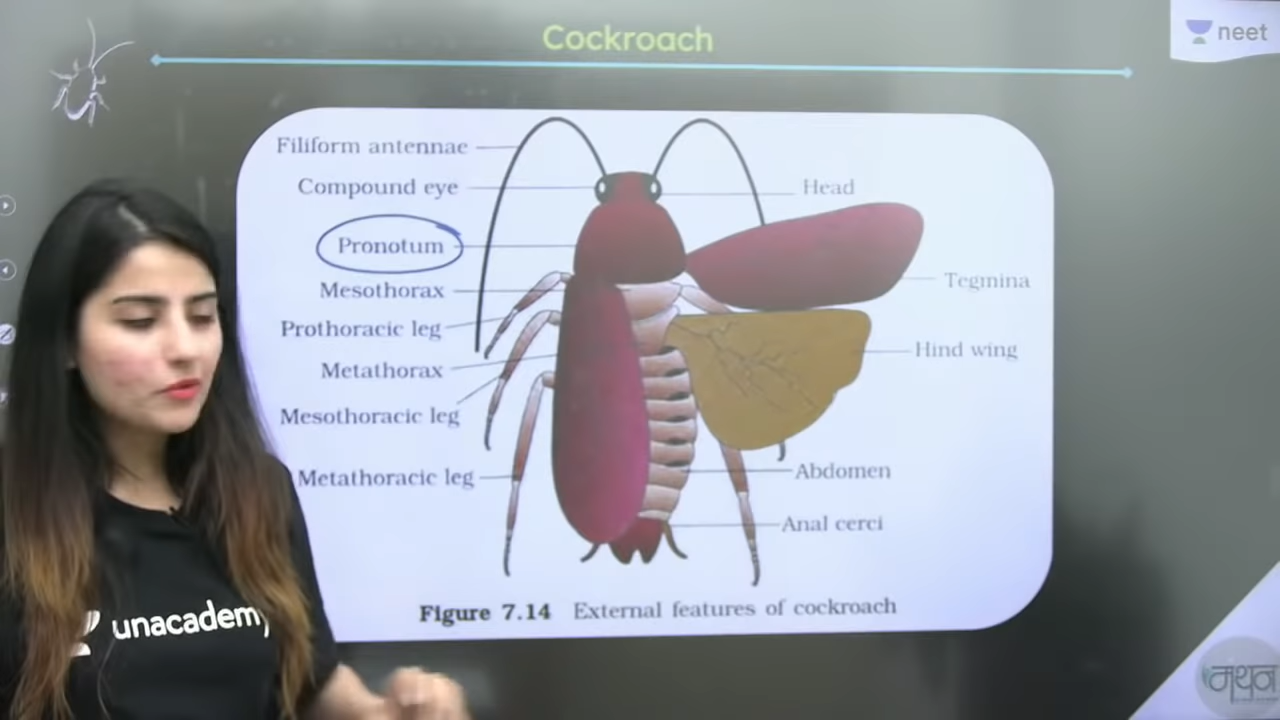 Cockroach
neet
Filiform antennae
Compound eye
Head
Pronotum
Tegmina
Mesothorax
Prothoracic leg
Hind wing
Metathorax
Mesothoracic leg
Abdomen
Metathoracic leg
Anal cerci
Figure 7.14 External features of cockroach
unacademy
मंथन